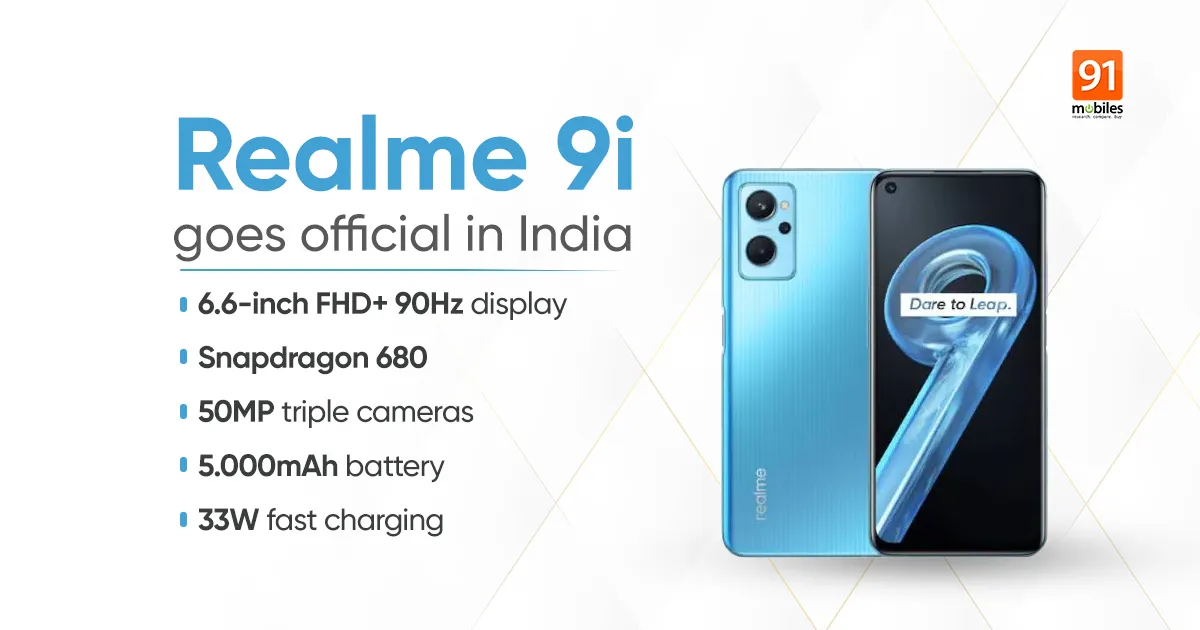 91
mobiles
research. compare. buy
Realme 9i
goes official in India
6.6-inch FHD+ 90Hz display
Snapdragon 680
50MP triple cameras
5.000mAh battery
33W fast charging
realme
Dare to Leap.